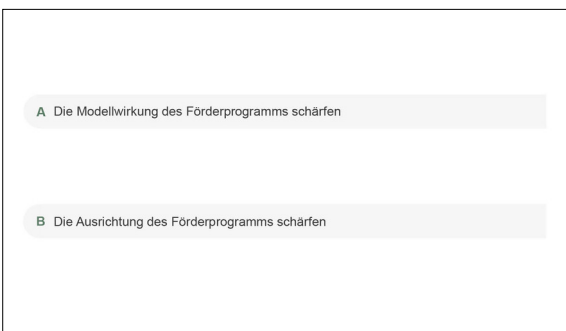 A Die Modellwirkung des Förderprogramms schärfen
B Die Ausrichtung des Förderprogramms schärfen